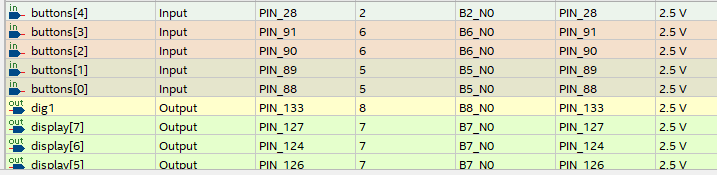 in buttons[4] Input PIN_28 2 B2_N0 PIN_28 2.5 V
in buttons[3] Input PIN_91 6 B6_N0 PIN_91 2.5 V
in buttons[2] Input PIN_90 6 B6_N0 PIN_90 2.5 V
in buttons[1] Input PIN_89 5 B5_N0 PIN_89 2.5 V
in buttons[0] Input PIN_88 5 B5_N0 PIN_88 2.5 V
out dig1 Output PIN_133 8 B8_N0 PIN_133 2.5 V
out display[7] Output PIN_127 7 B7_N0 PIN_127 2.5 V
out display[6] Output PIN_124 7 B7_N0 PIN_124 2.5 V
out display[5] Output PIN_126 7 B7_N0 PIN_126 2.5 V